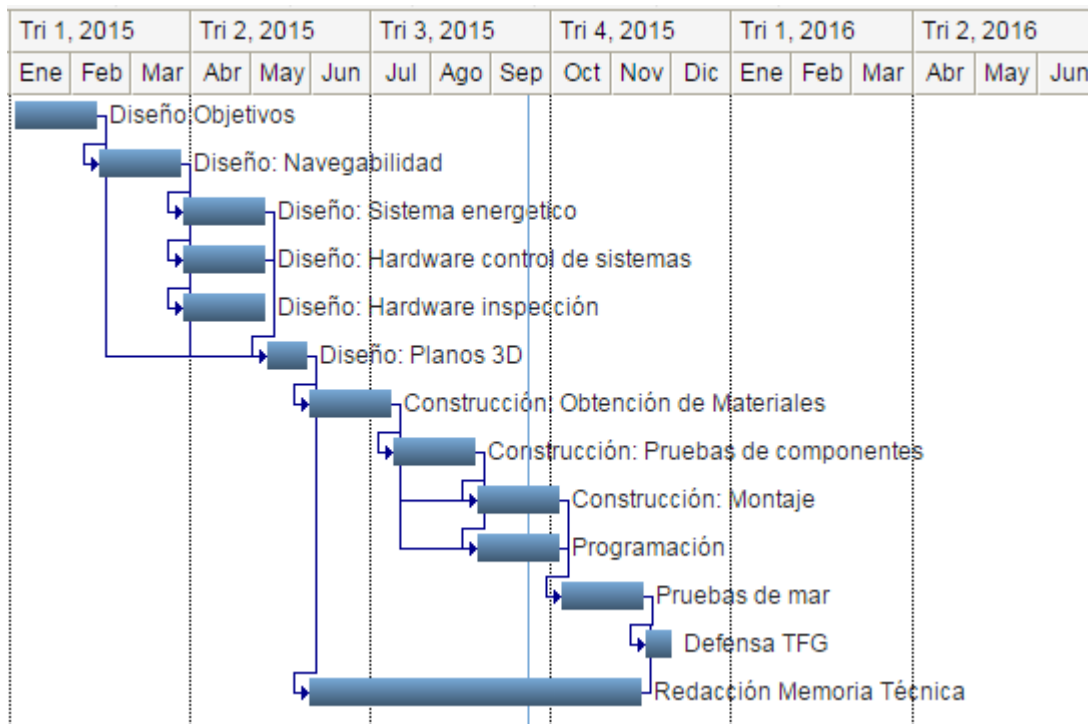 Tri 1, 2015 Tri 2, 2015 Tri 3, 2015 Tri 4, 2015 Tri 1, 2016 Tri 2, 2016
Ene Feb Mar Abr May Jun Jul Ago Sep Oct Nov Dic Ene Feb Mar Abr May Jun
Diseño Objetivos
Diseño: Navegabilidad
Diseño: Sistema energetico
Diseño: Hardware control de sistemas
Diseño: Hardware inspección
Diseño: Planos 3D
Construcción: Obtención de Materiales
Construcción: Pruebas de componentes
Construcción: Montaje
Programación
Pruebas de mar
Defensa TFG
Redacción Memoria Técnica